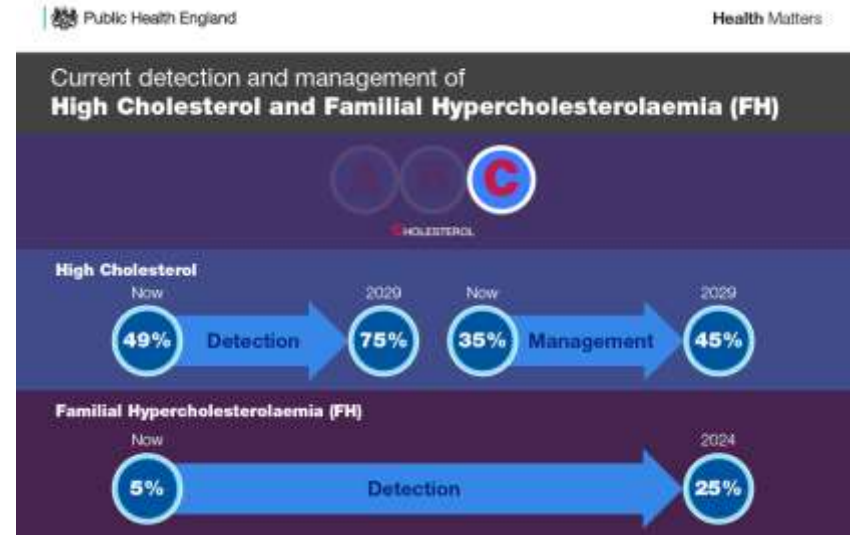 Public Health England
Health Matters
Current detection and management of
High Cholesterol and Familial Hypercholesterolaemia (FH)
A B C
CHOLESTEROL
High Cholesterol
Now 2029 Now 2029
49% Detection 75% 35% Management 45%
Familial Hypercholesterolaemia (FH)
Now 2024
5% Detection 25%